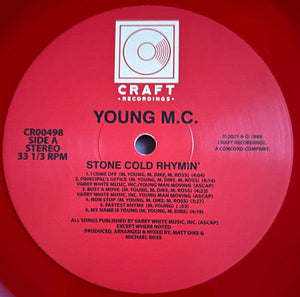 CRAFT
RECORDINGS
YOUNG M.C.
CR00498
SIDE A
STEREO
33 1/3 RPM
℗ 2021 & © 1989
CRAFT RECORDINGS,
A CONCORD COMPANY.
STONE COLD RHYMIN'
1. I COME OFF (M. YOUNG, M. DIKE, M. ROSS) (4:04)
2. PRINCIPAL'S OFFICE (M. YOUNG, M. DIKE, M. ROSS)
VARRY WHITE MUSIC, INC./YOUNG MAN MOVING (ASCAP)
3. BUST A MOVE (M. YOUNG, M. DIKE, M. ROSS) (4:21)
VARRY WHITE MUSIC, INC./YOUNG MAN MOVING (ASCAP)
4. NON STOP (M. YOUNG, M. DIKE, M. ROSS) (3:27)
5. FASTEST RHYME (M. YOUNG) (:53)
6. MY NAME IS YOUNG (M. YOUNG, M. DIKE) (4:19)
ALL SONGS PUBLISHED BY VARRY WHITE MUSIC, INC. (ASCAP)
EXCEPT WHERE NOTED
PRODUCED, ARRANGED & MIXED BY : MATT DIKE &
MICHAEL ROSS